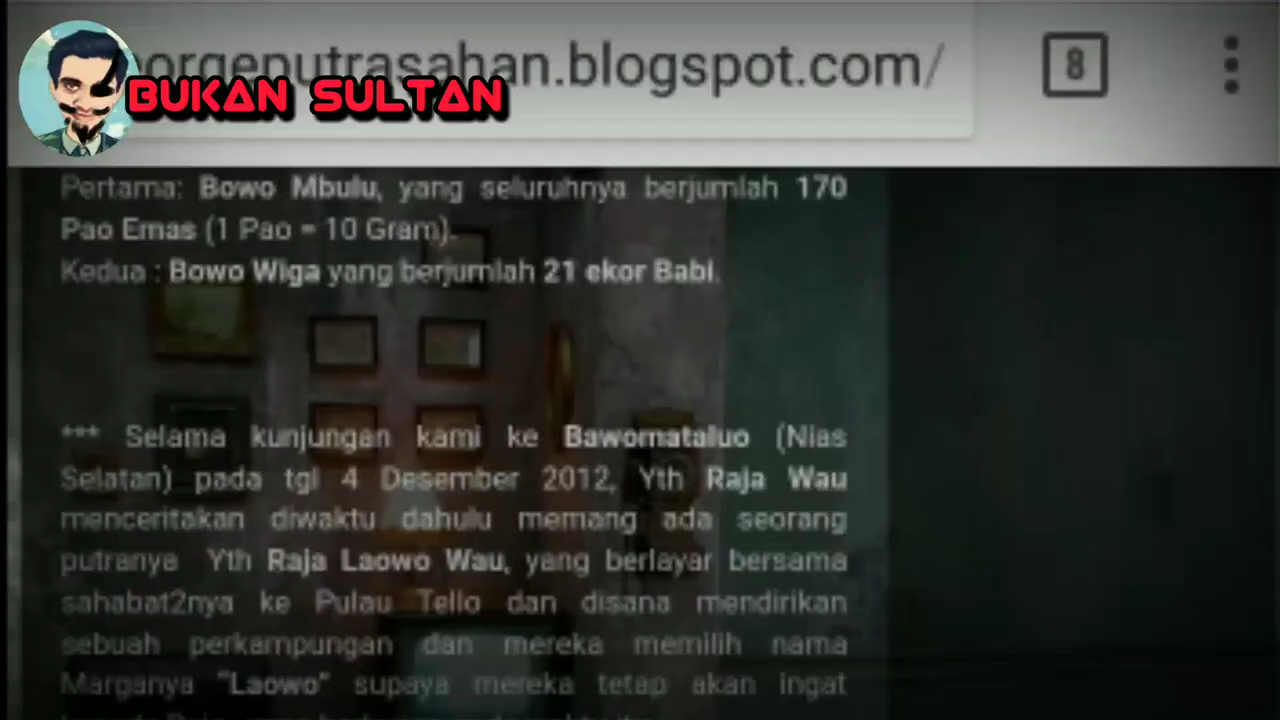 putrasahan.blogspot.com/
8
BUKAN SULTAN
Pertama: Bowo Mbulu, yang seluruhnya berjumlah 170
Pao Emas (1 Pao = 10 Gram).
Kedua : Bowo Wiga yang berjumlah 21 ekor Babi.
*** Selama kunjungan kami ke Bawomataluo (Nias
Selatan) pada tgl 4 Desember 2012, Yth Raja Wau
menceritakan diwaktu dahulu memang ada seorang
putranya Yth Raja Laowo Wau, yang berlayar bersama
sahabat2nya ke Pulau Tello dan disana mendirikan
sebuah perkampungan dan mereka memilih nama
Marganya "Laowo" supaya mereka tetap akan ingat